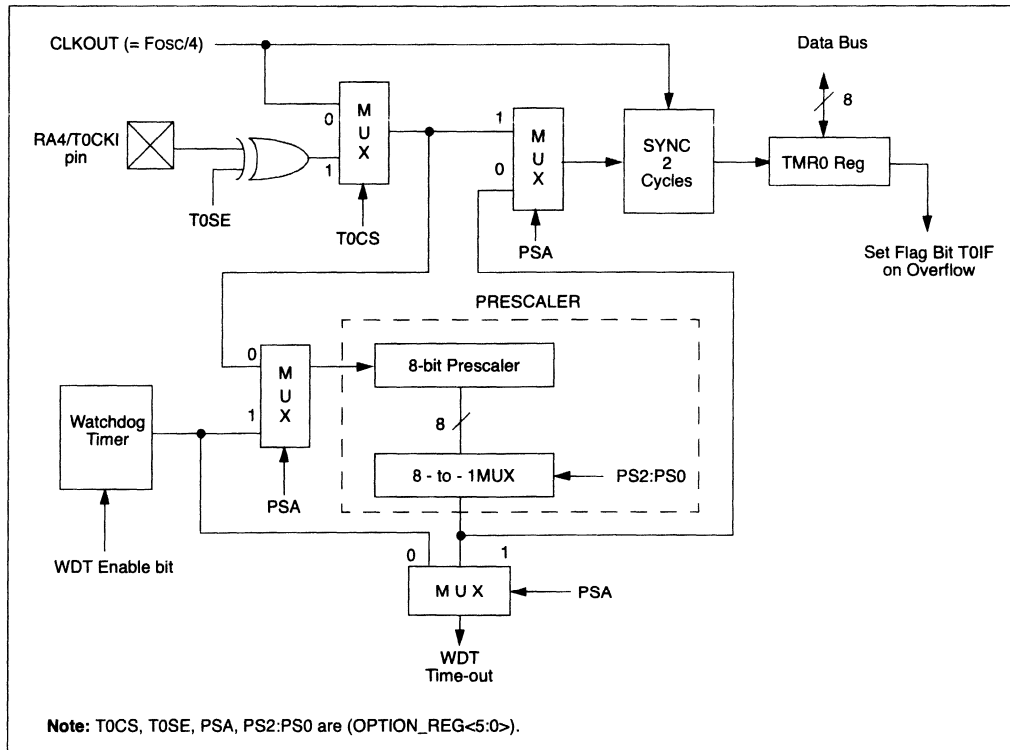 CLKOUT (= Fosc/4)
Data Bus
8
RA4/T0CKI
pin
0
1
M
U
X
T0SE
T0CS
1
0
M
U
X
PSA
SYNC
2
Cycles
TMR0 Reg
Set Flag Bit T0IF
on Overflow
PRESCALER
0
1
M
U
X
PSA
8-bit Prescaler
8
8 - to - 1MUX
PS2:PS0
Watchdog
Timer
WDT Enable bit
0
1
M U X
PSA
WDT
Time-out
Note: T0CS, T0SE, PSA, PS2:PS0 are (OPTION_REG<5:0>).